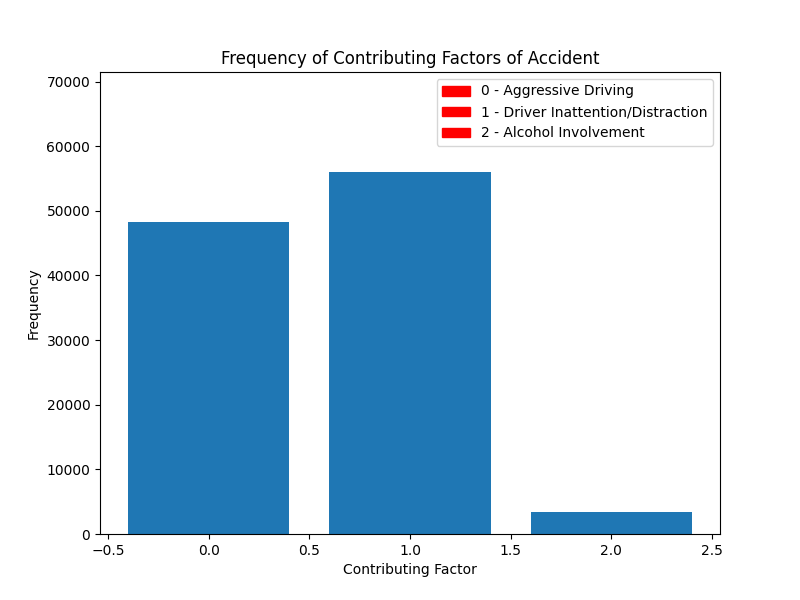 Frequency of Contributing Factors of Accident
70000
60000
50000
40000
30000
20000
10000
0
Frequency
0 - Aggressive Driving
1 - Driver Inattention/Distraction
2 - Alcohol Involvement
−0.5 0.0 0.5 1.0 1.5 2.0 2.5
Contributing Factor